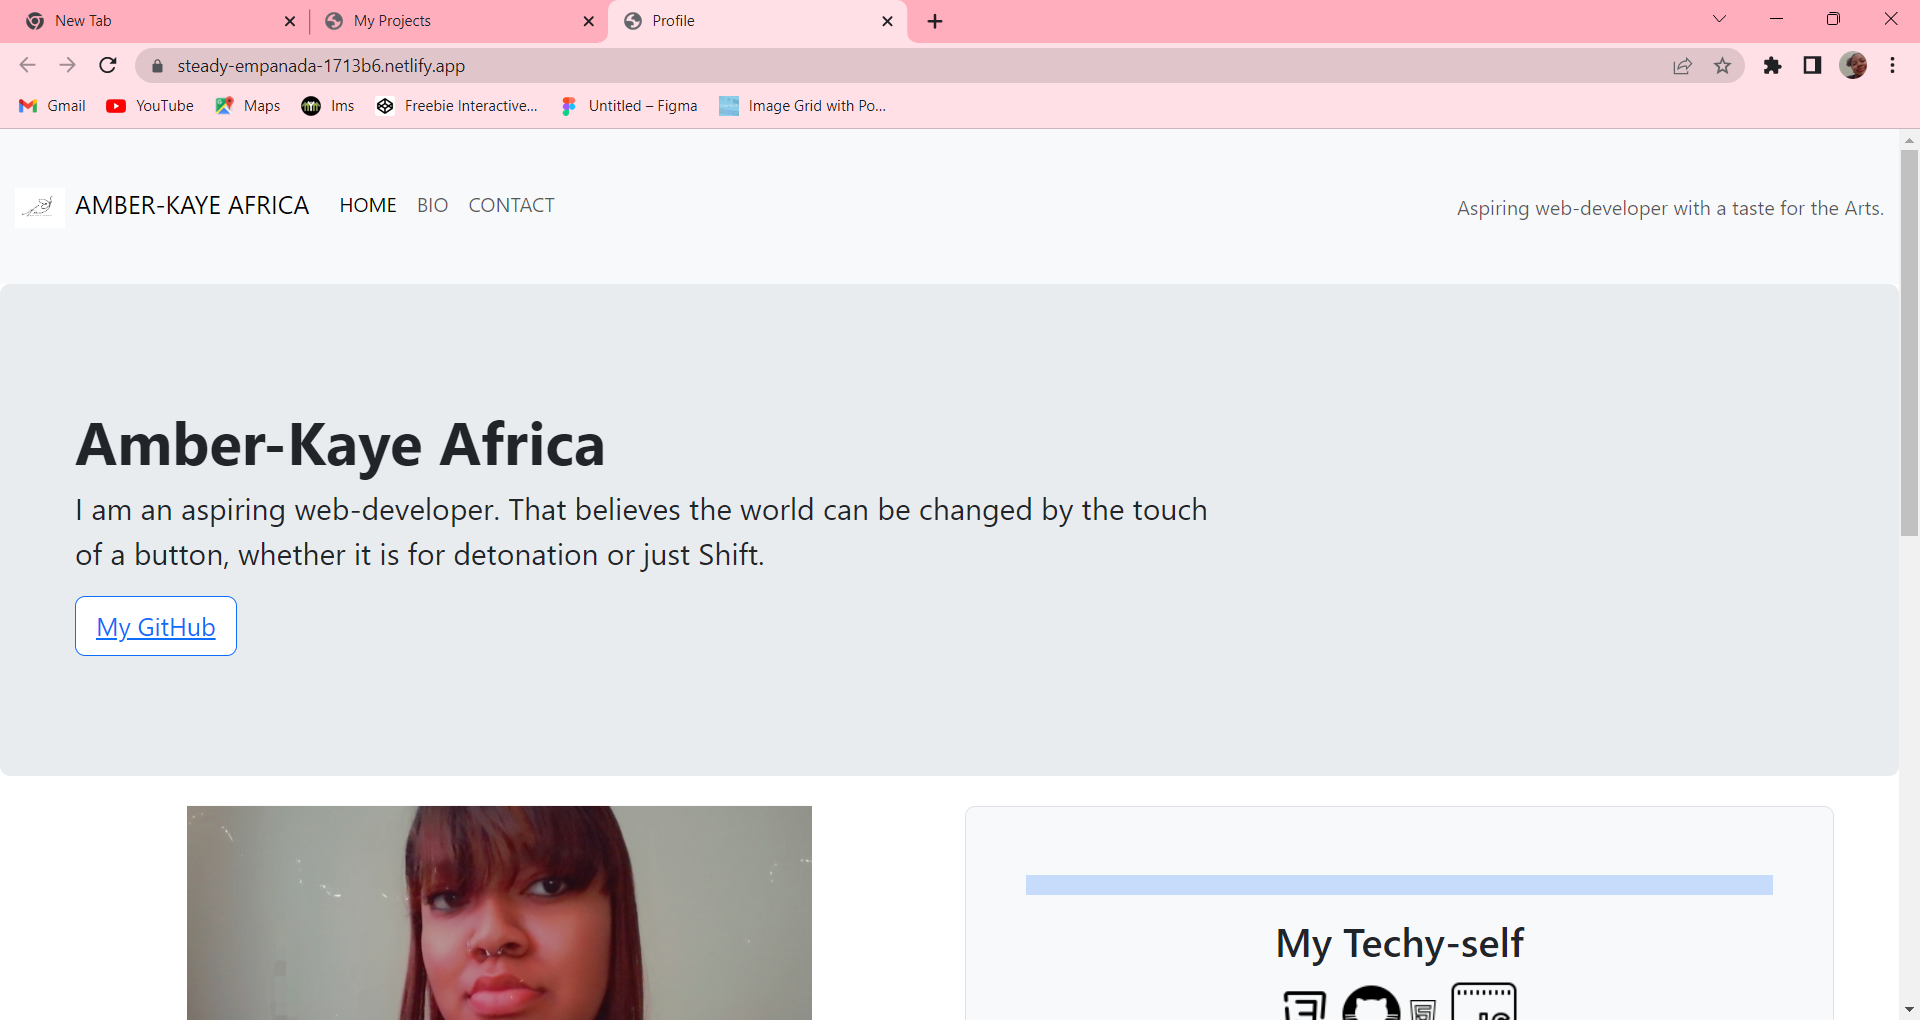 New Tab
My Projects
Profile
steady-empanada-1713b6.netlify.app
Gmail
YouTube
Maps
lms
Freebie Interactive...
Untitled – Figma
Image Grid with Po...
AMBER-KAYE AFRICA
HOME
BIO
CONTACT
Aspiring web-developer with a taste for the Arts.
Amber-Kaye Africa
I am an aspiring web-developer. That believes the world can be changed by the touch
of a button, whether it is for detonation or just Shift.
My GitHub
My Techy-self